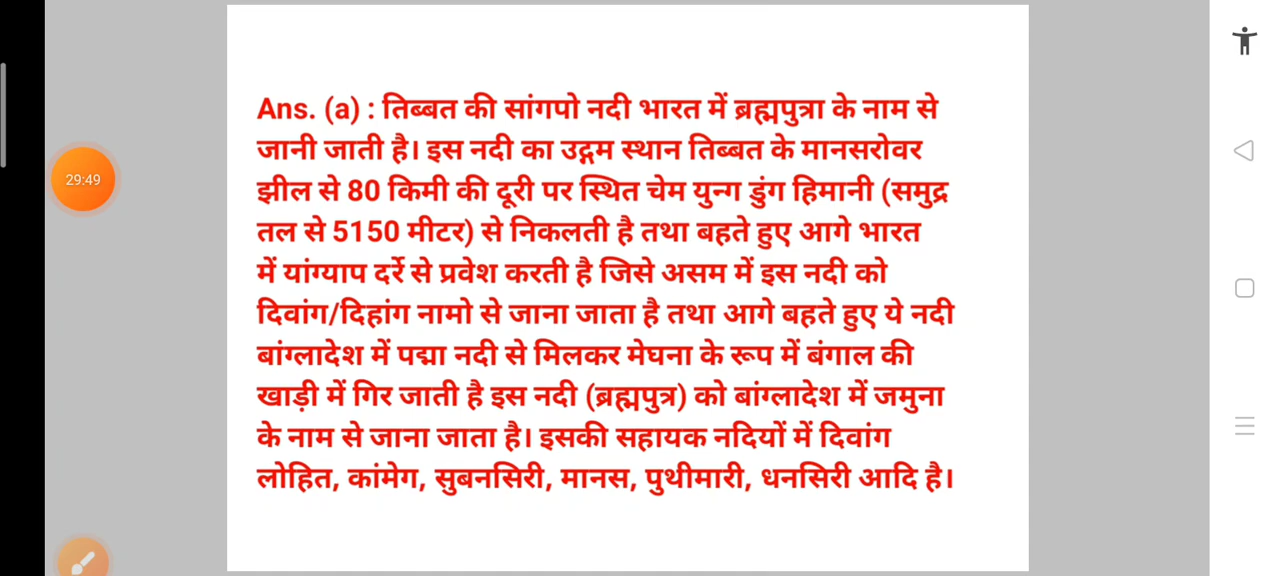 Ans. (a) : तिब्बत की सांगपो नदी भारत में ब्रह्मपुत्रा के नाम से
जानी जाती है। इस नदी का उद्गम स्थान तिब्बत के मानसरोवर
झील से 80 किमी की दूरी पर स्थित चेम युन्ग डुंग हिमानी (समुद्र
तल से 5150 मीटर) से निकलती है तथा बहते हुए आगे भारत
में यांग्याप दर्रे से प्रवेश करती है जिसे असम में इस नदी को
दिवांग/दिहांग नामो से जाना जाता है तथा आगे बहते हुए ये नदी
बांग्लादेश में पद्मा नदी से मिलकर मेघना के रूप में बंगाल की
खाड़ी में गिर जाती है इस नदी (ब्रह्मपुत्र) को बांग्लादेश में जमुना
के नाम से जाना जाता है। इसकी सहायक नदियों में दिवांग
लोहित, कांमेग, सुबनसिरी, मानस, पुथीमारी, धनसिरी आदि है।
29:49